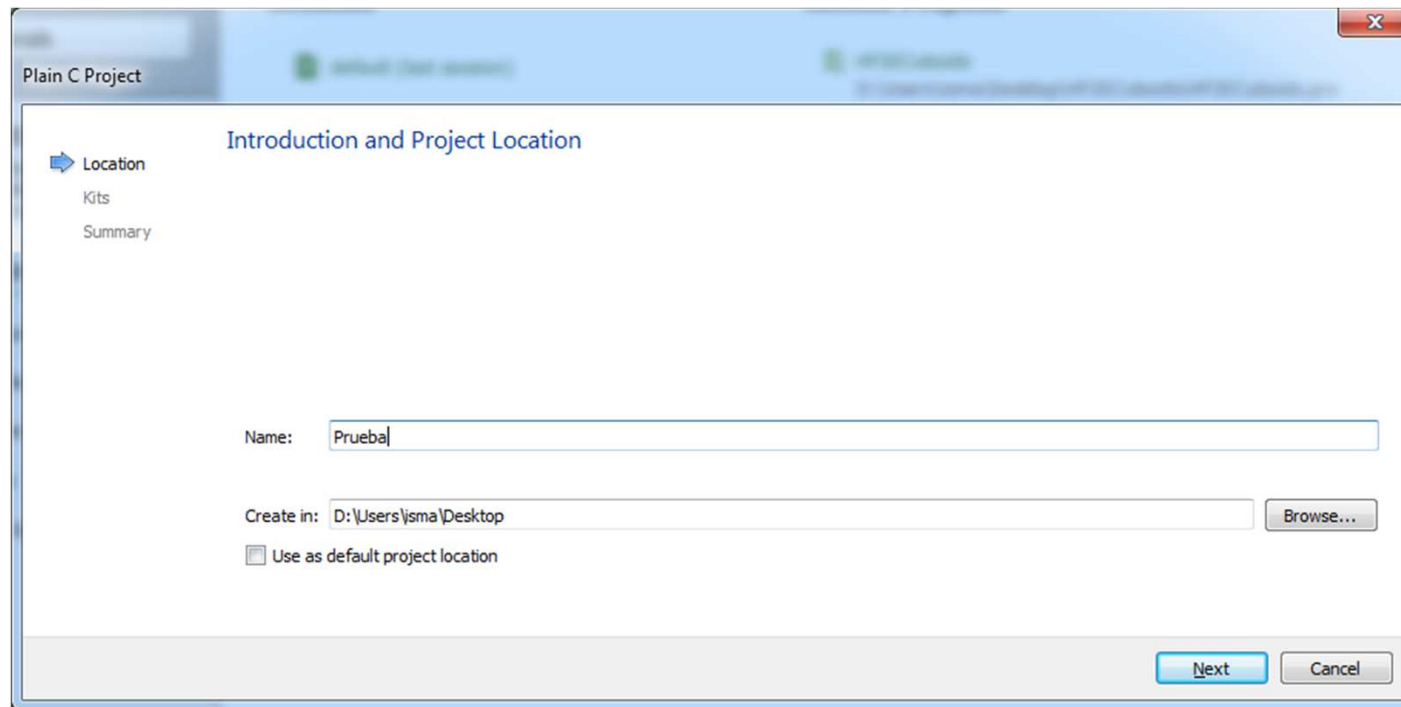 Plain C Project
Introduction and Project Location
Location
Kits
Summary
Name: Prueba
Create in: D:\Users\isma\Desktop Browse...
Use as default project location
Next Cancel